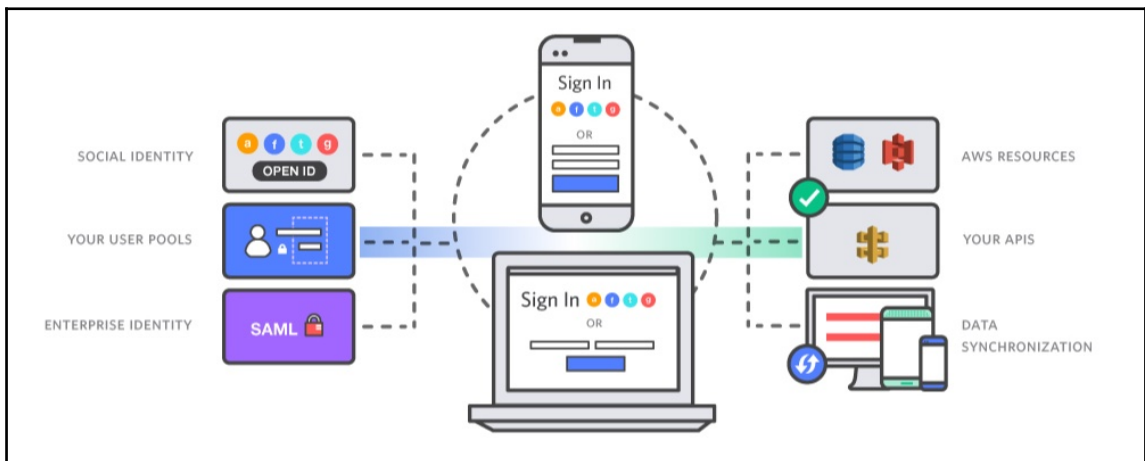 Sign In
a f t g
OR
a f t g
OPEN ID
SOCIAL IDENTITY
AWS RESOURCES
YOUR USER POOLS
YOUR APIS
Sign In a f t g
OR
ENTERPRISE IDENTITY
SAML
DATA
SYNCHRONIZATION